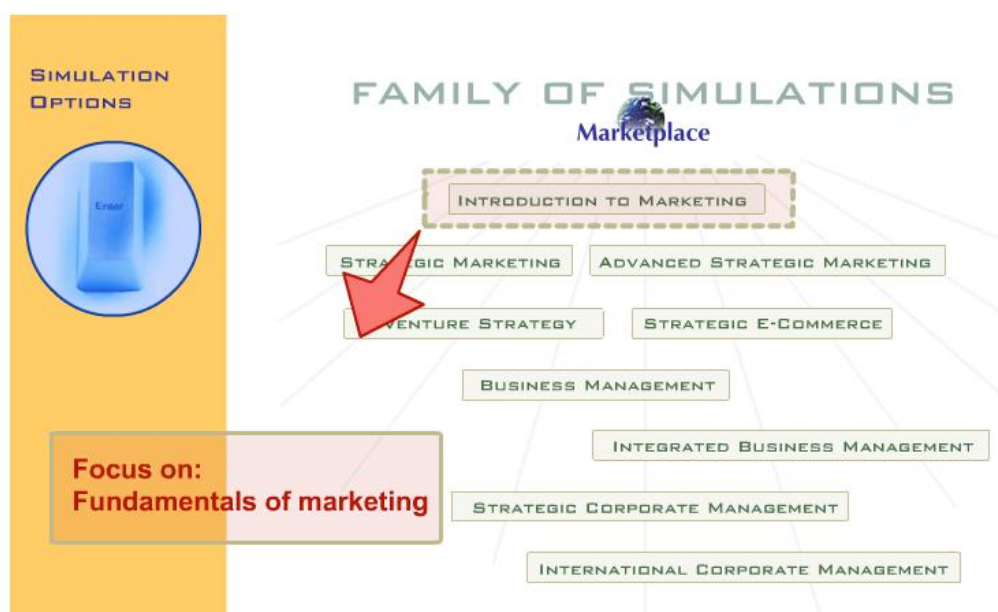 SIMULATION
OPTIONS
Enter
FAMILY OF SIMULATIONS
Marketplace
INTRODUCTION TO MARKETING
STRATEGIC MARKETING
ADVANCED STRATEGIC MARKETING
VENTURE STRATEGY
STRATEGIC E-COMMERCE
BUSINESS MANAGEMENT
INTEGRATED BUSINESS MANAGEMENT
Focus on:
Fundamentals of marketing
STRATEGIC CORPORATE MANAGEMENT
INTERNATIONAL CORPORATE MANAGEMENT